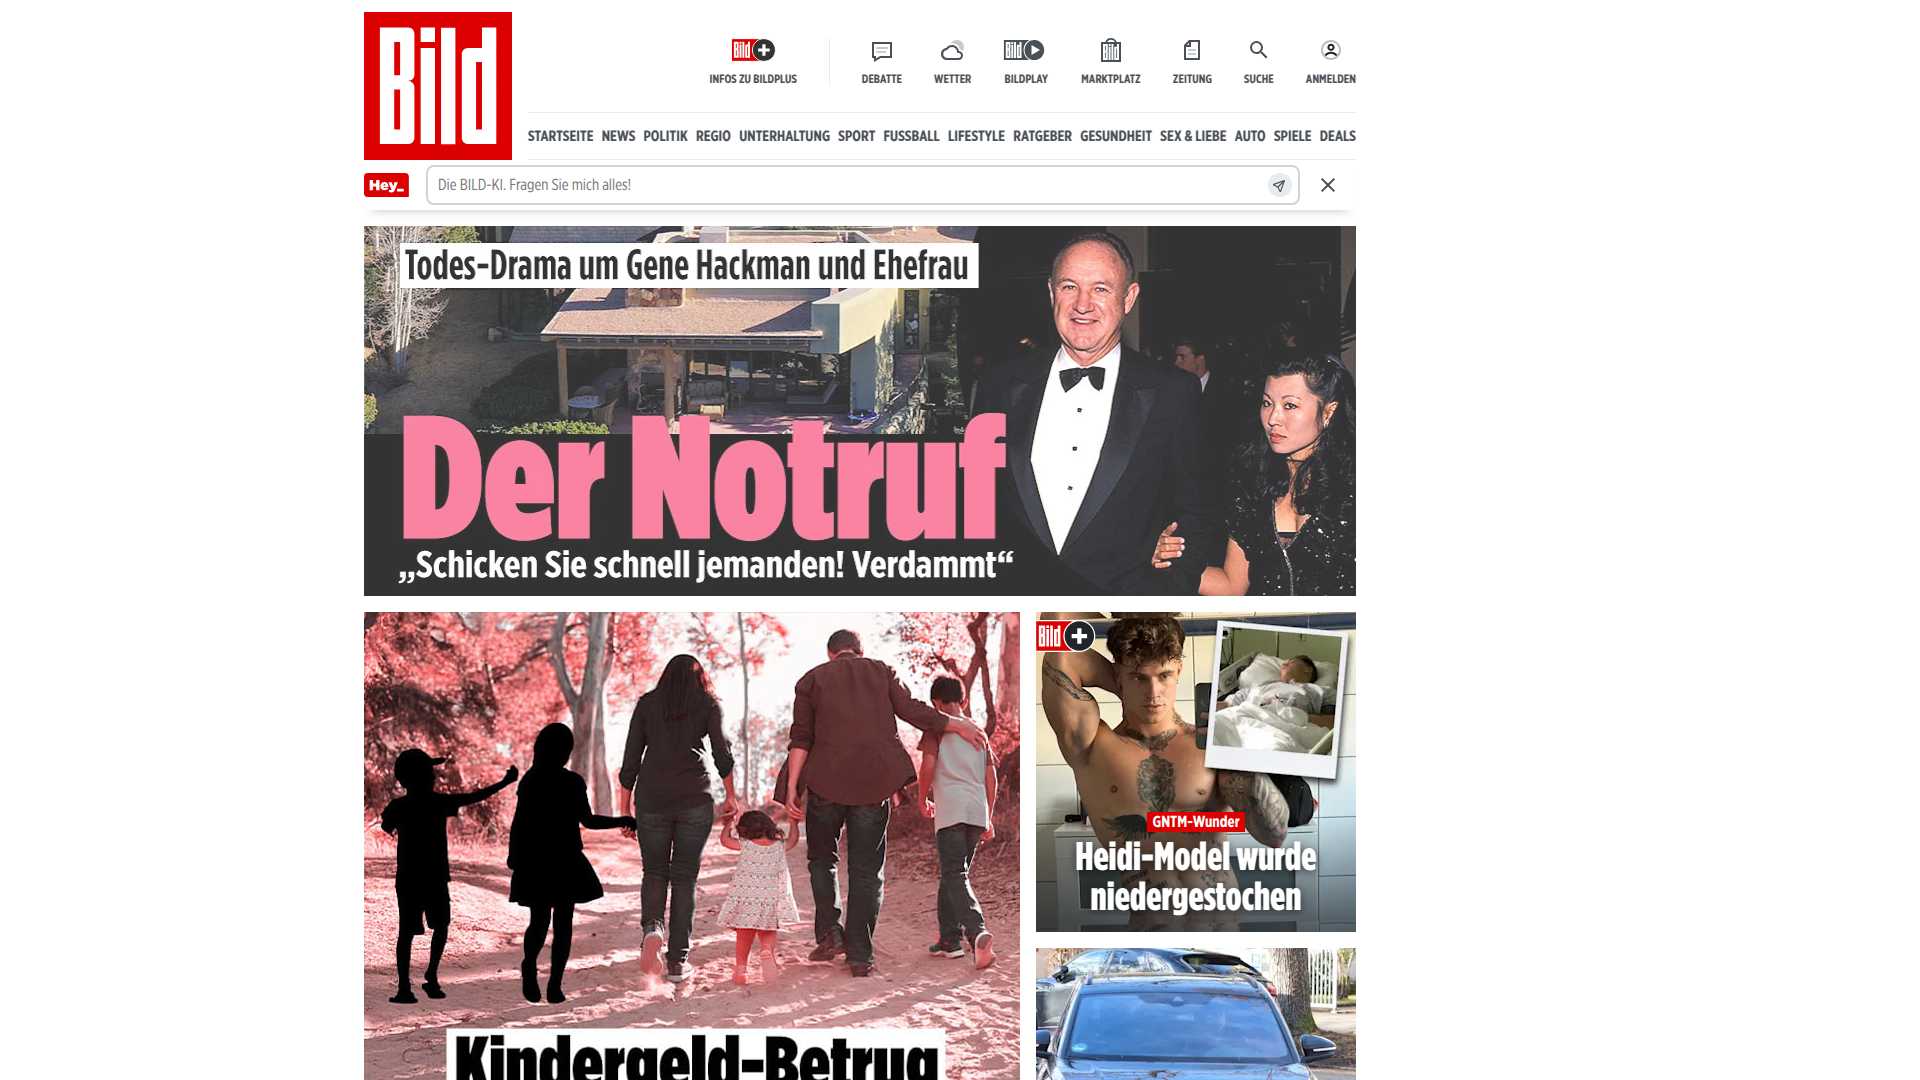 Bild
Bild
INFOS ZU BILDPLUS
DEBATTE
WETTER
Bild
BILDPLAY
Bild
MARKTPLATZ
ZEITUNG
SUCHE
ANMELDEN
STARTSEITE NEWS POLITIK REGIO UNTERHALTUNG SPORT FUSSBALL LIFESTYLE RATGEBER GESUNDHEIT SEX & LIEBE AUTO SPIELE DEALS
Hey_
Die BILD-KI. Fragen Sie mich alles!
Todes-Drama um Gene Hackman und Ehefrau
Der Notruf
„Schicken Sie schnell jemanden! Verdammt“
Bild
GNTM-Wunder
Heidi-Model wurde
niedergestochen
Kindergeld-Betrug